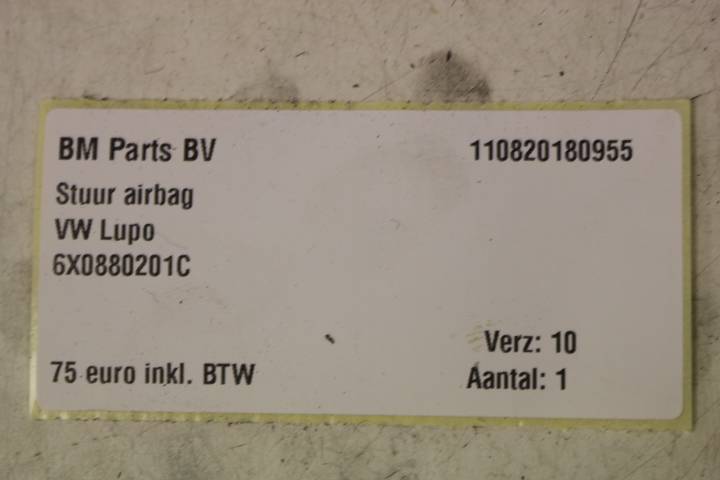 BM Parts BV 110820180955
Stuur airbag
VW Lupo
6X0880201C
Verz: 10
75 euro inkl. BTW Aantal: 1